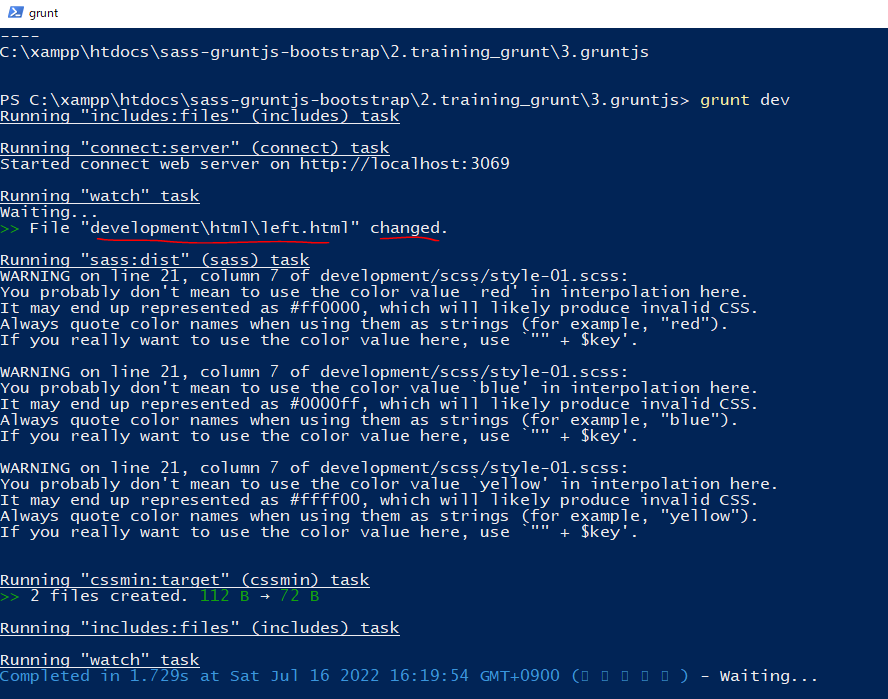 grunt
----
C:\xampp\htdocs\sass-gruntjs-bootstrap\2.training_grunt\3.gruntjs
PS C:\xampp\htdocs\sass-gruntjs-bootstrap\2.training_grunt\3.gruntjs> grunt dev
Running "includes:files" (includes) task
Running "connect:server" (connect) task
Started connect web server on http://localhost:3069
Running "watch" task
Waiting...
>> File "development\html\left.html" changed.
Running "sass:dist" (sass) task
WARNING on line 21, column 7 of development/scss/style-01.scss:
You probably don't mean to use the color value `red' in interpolation here.
It may end up represented as #ff0000, which will likely produce invalid CSS.
Always quote color names when using them as strings (for example, "red").
If you really want to use the color value here, use `"" + $key'.
WARNING on line 21, column 7 of development/scss/style-01.scss:
You probably don't mean to use the color value `blue' in interpolation here.
It may end up represented as #0000ff, which will likely produce invalid CSS.
Always quote color names when using them as strings (for example, "blue").
If you really want to use the color value here, use `"" + $key'.
WARNING on line 21, column 7 of development/scss/style-01.scss:
You probably don't mean to use the color value `yellow' in interpolation here.
It may end up represented as #ffff00, which will likely produce invalid CSS.
Always quote color names when using them as strings (for example, "yellow").
If you really want to use the color value here, use `"" + $key'.
Running "cssmin:target" (cssmin) task
>> 2 files created. 112 B → 72 B
Running "includes:files" (includes) task
Running "watch" task
Completed in 1.729s at Sat Jul 16 2022 16:19:54 GMT+0900 (▯ ▯ ▯ ▯ ▯ ) - Waiting...